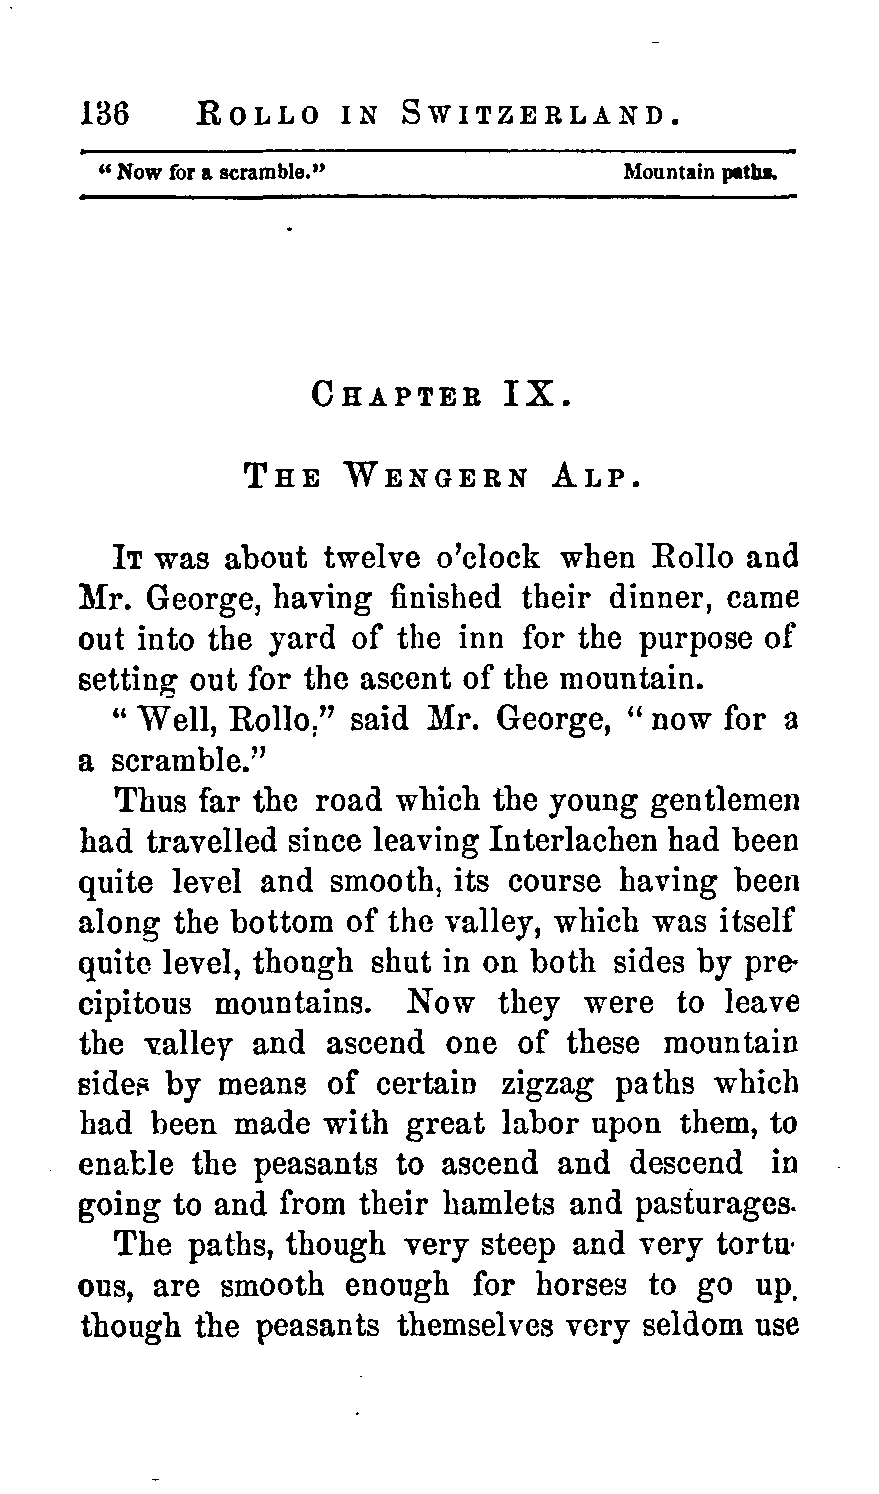 136 ROLLO IN SWITZERLAND.
“Now for a scramble.” Mountain paths.
CHAPTER IX.
THE WENGERN ALP.
IT was about twelve o’clock when Rollo and
Mr. George, having finished their dinner, came
out into the yard of the inn for the purpose of
setting out for the ascent of the mountain.
“Well, Rollo,” said Mr. George, “now for a
a scramble.”
Thus far the road which the young gentlemen
had travelled since leaving Interlachen had been
quite level and smooth, its course having been
along the bottom of the valley, which was itself
quite level, though shut in on both sides by pre-
cipitous mountains. Now they were to leave
the valley and ascend one of these mountain
sides by means of certain zigzag paths which
had been made with great labor upon them, to
enable the peasants to ascend and descend in
going to and from their hamlets and pasturages.
The paths, though very steep and very tortu-
ous, are smooth enough for horses to go up,
though the peasants themselves very seldom use